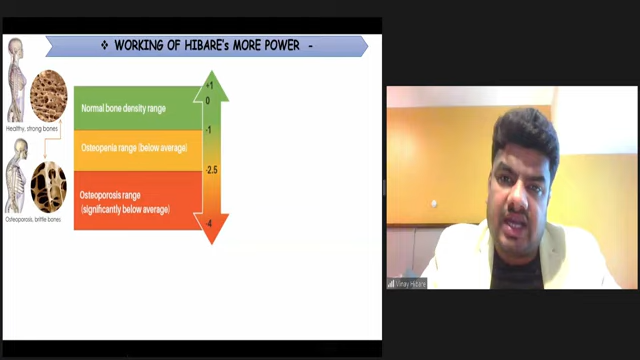 ❖ WORKING OF HIBARE's MORE POWER -
Healthy, strong bones
Osteoporosis, brittle bones
Normal bone density range
Osteopenia range (below average)
Osteoporosis range
(significantly below average)
+1
0
-1
-2.5
-4
Vinay Hibare